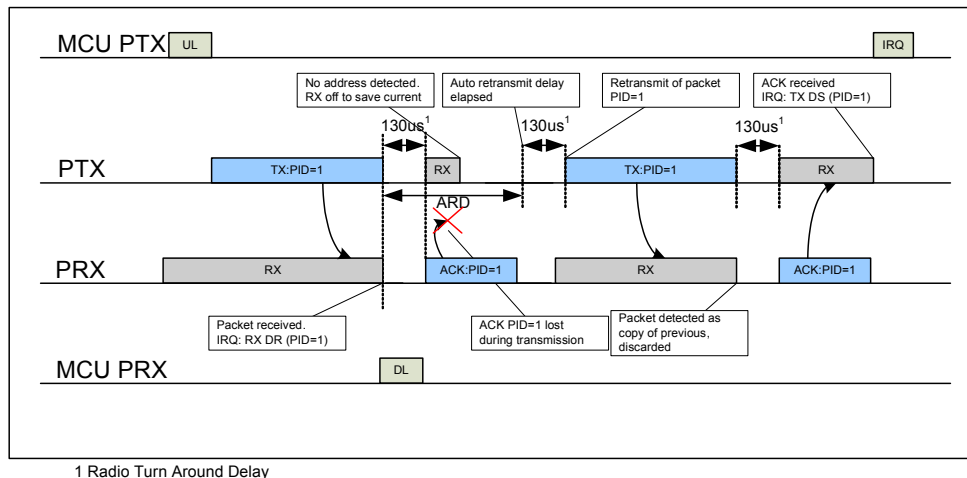 MCU PTX
UL
IRQ
No address detected.
RX off to save current
Auto retransmit delay
elapsed
Retransmit of packet
PID=1
ACK received
IRQ: TX DS (PID=1)
130us1
130us1
130us1
PTX
TX:PID=1
RX
TX:PID=1
RX
ARD
PRX
RX
ACK:PID=1
RX
ACK:PID=1
Packet received.
IRQ: RX DR (PID=1)
ACK PID=1 lost
during transmission
Packet detected as
copy of previous,
discarded
MCU PRX
DL
1 Radio Turn Around Delay